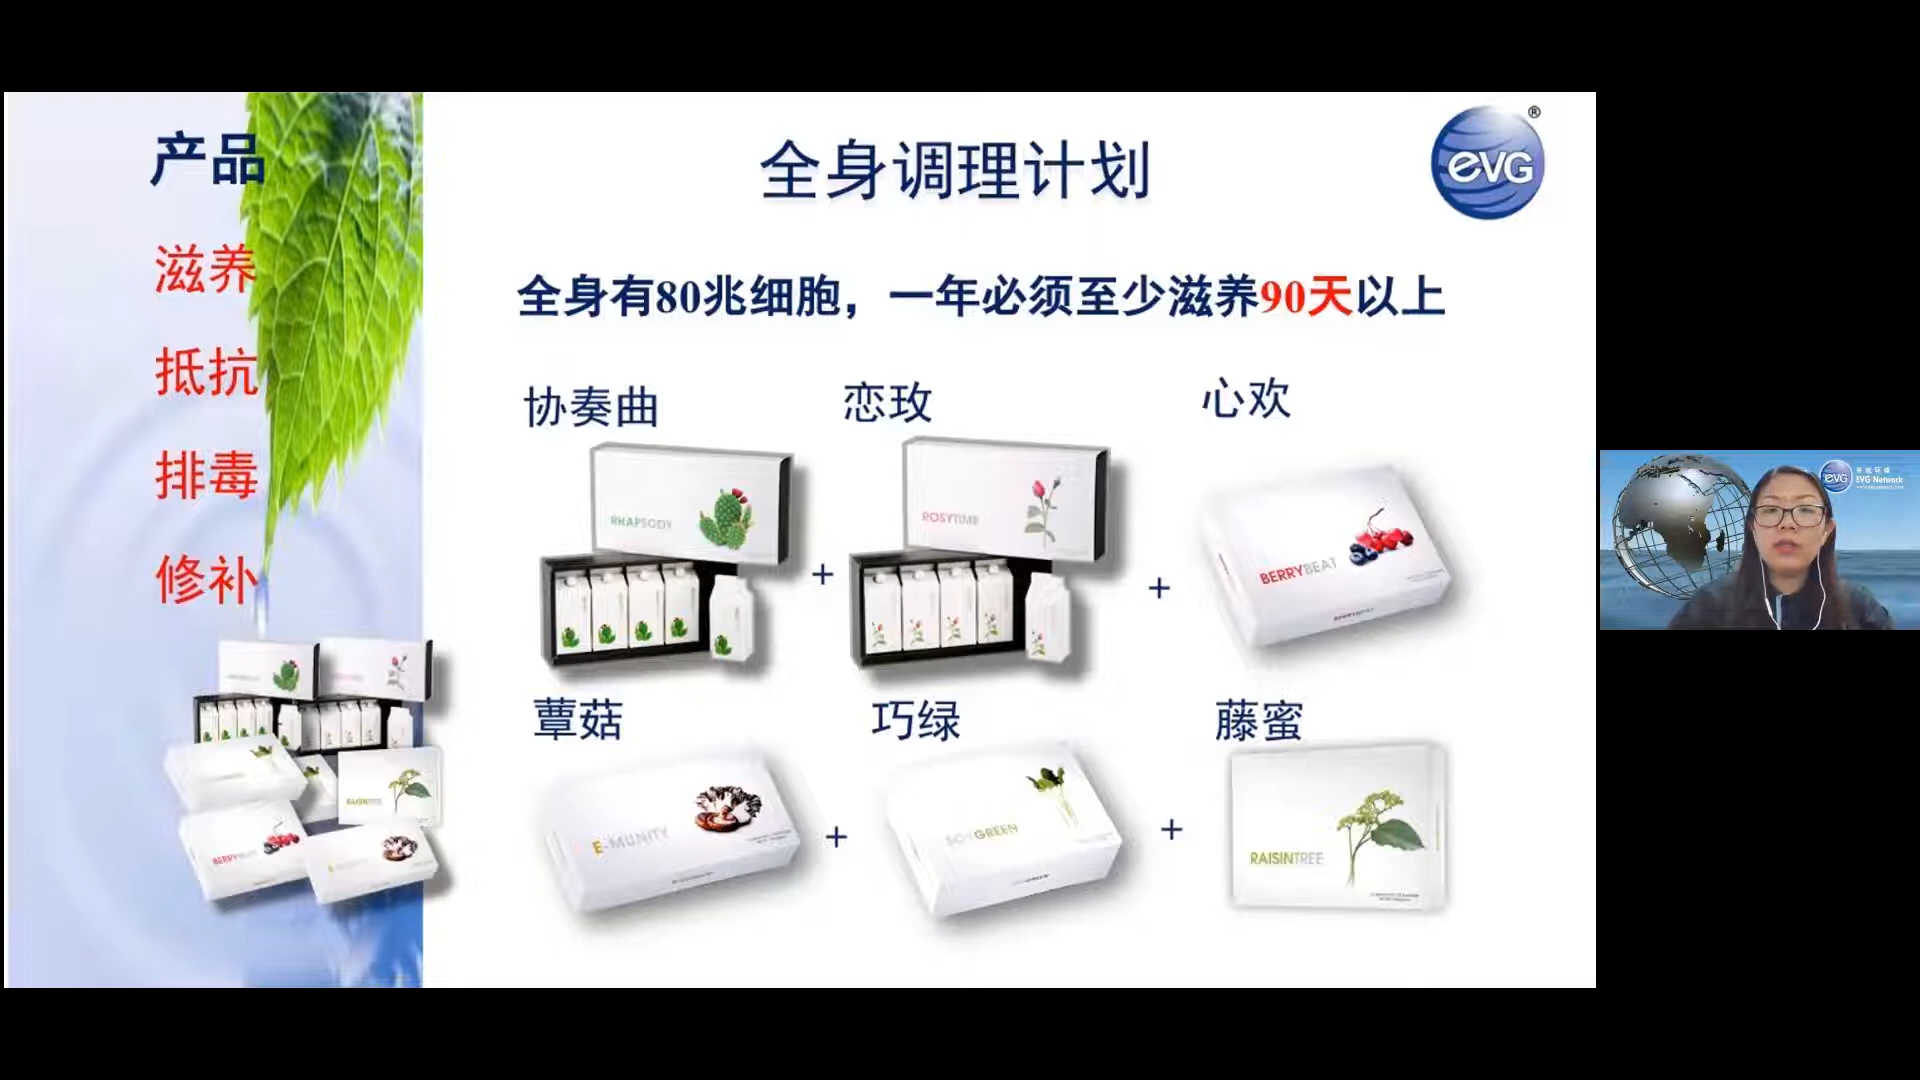 产品
滋养
抵抗
排毒
修补
全身调理计划
eVG
®
全身有80兆细胞，一年必须至少滋养90天以上
协奏曲
恋玫
心欢
RHAPSODY
+
ROSYTIME
+
BERRYBEAT
蕈菇
巧绿
藤蜜
E-MUNITY
+
SOYGREEN
+
RAISINTREE
RAISINTREE
BERRYBEAT
eVG
EVG Network